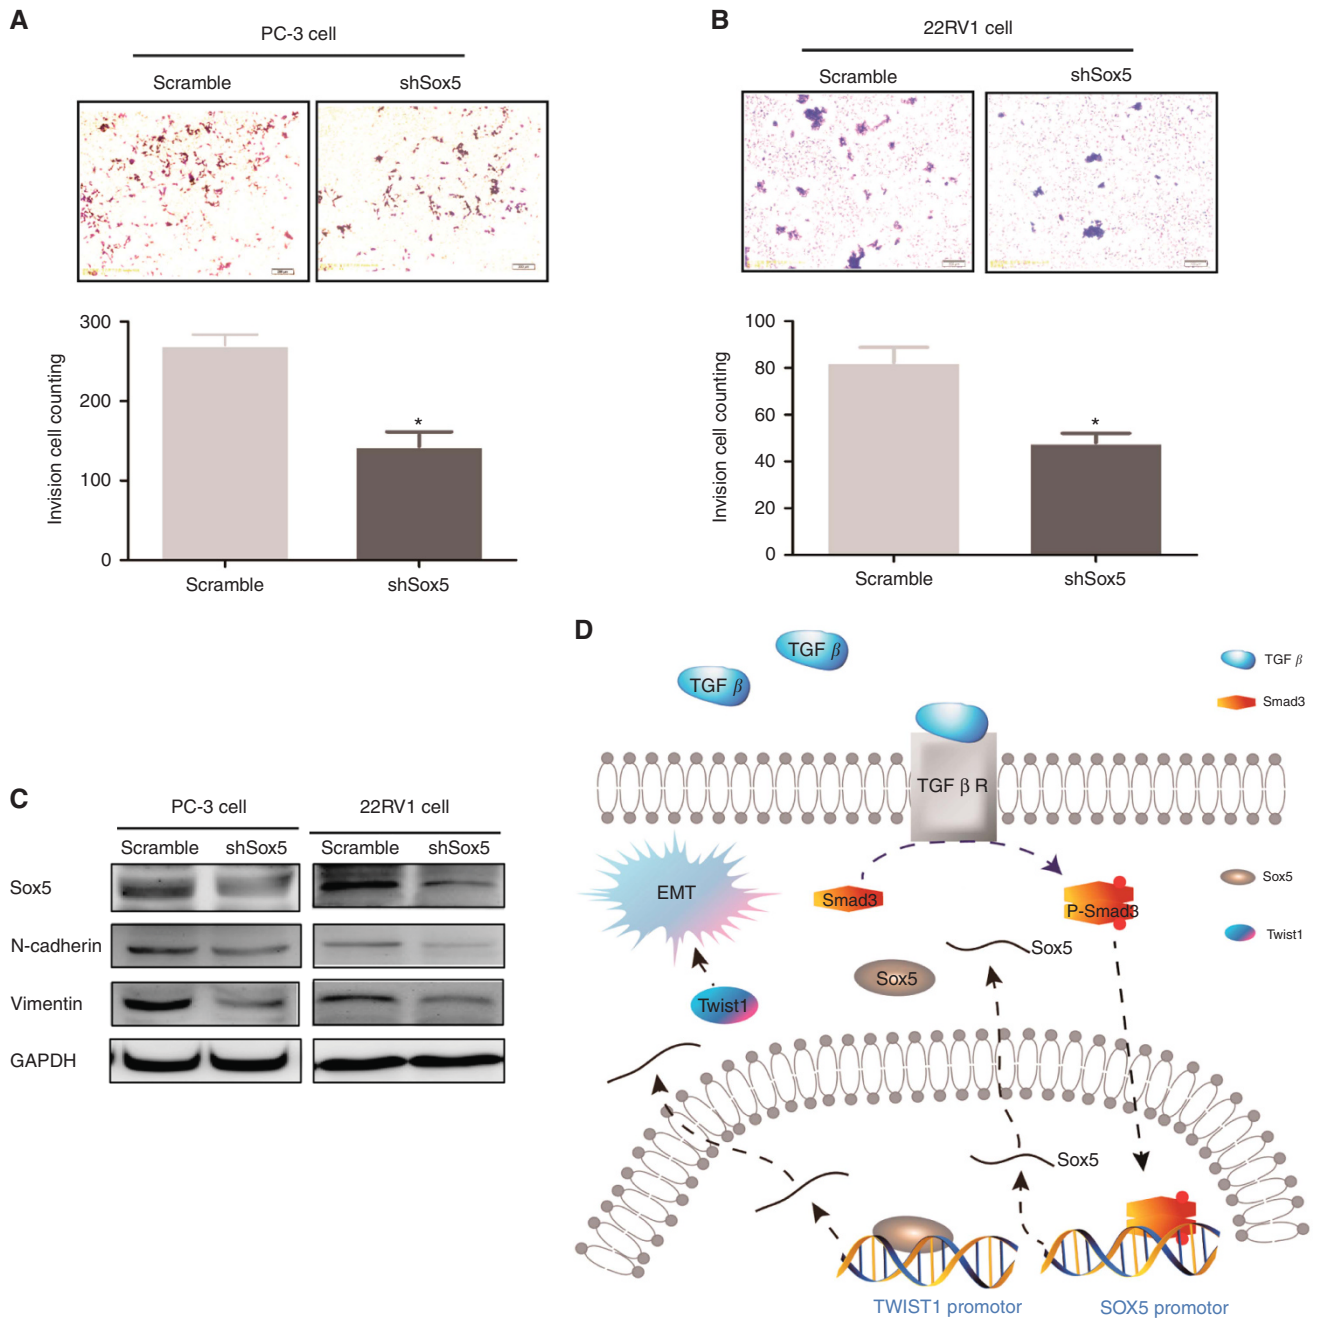 A
PC-3 cell
Scramble
shSox5
300
200
100
0
Invision cell counting
*
Scramble
shSox5
B
22RV1 cell
Scramble
shSox5
100
80
60
40
20
0
Invision cell counting
*
Scramble
shSox5
C
PC-3 cell
22RV1 cell
Scramble
shSox5
Scramble
shSox5
Sox5
N-cadherin
Vimentin
GAPDH
D
TGF β
TGF β
TGF β R
TGF β
Smad3
Sox5
Twist1
EMT
Smad3
P-Smad3
Sox5
Sox5
Twist1
Sox5
TWIST1 promotor
SOX5 promotor